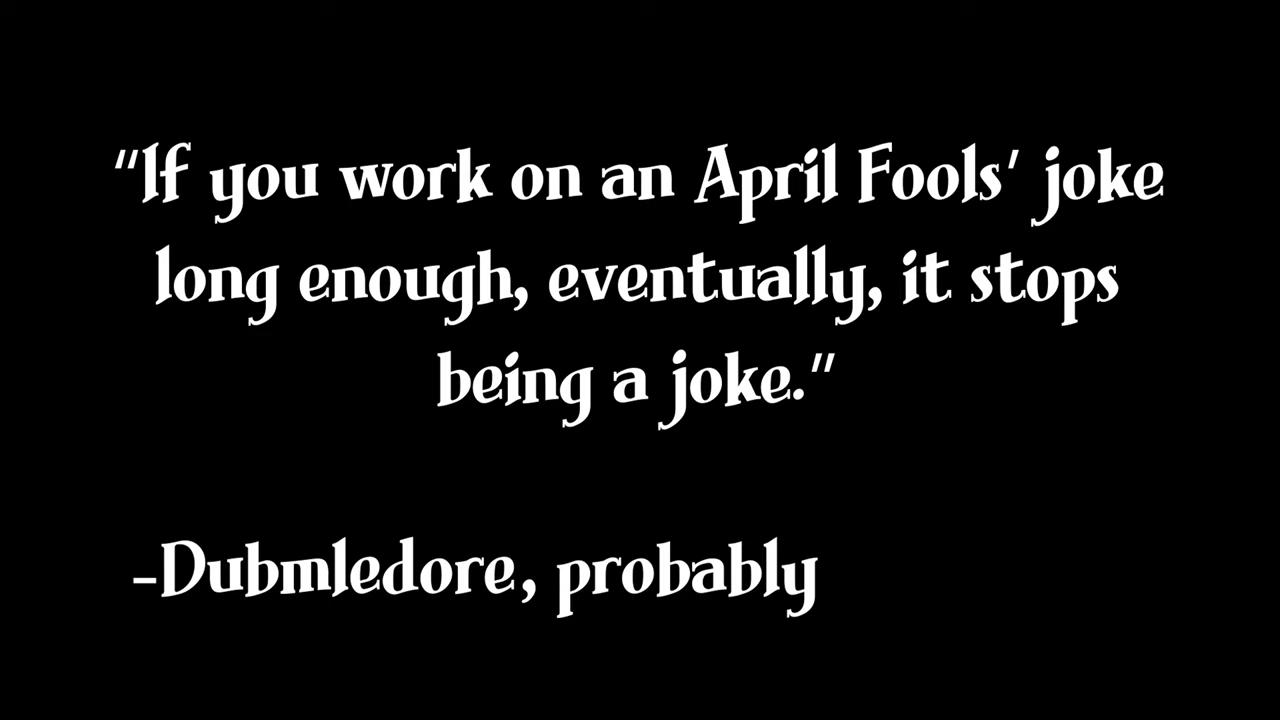 "If you work on an April Fools' joke
long enough, eventually, it stops
being a joke."
-Dubmledore, probably